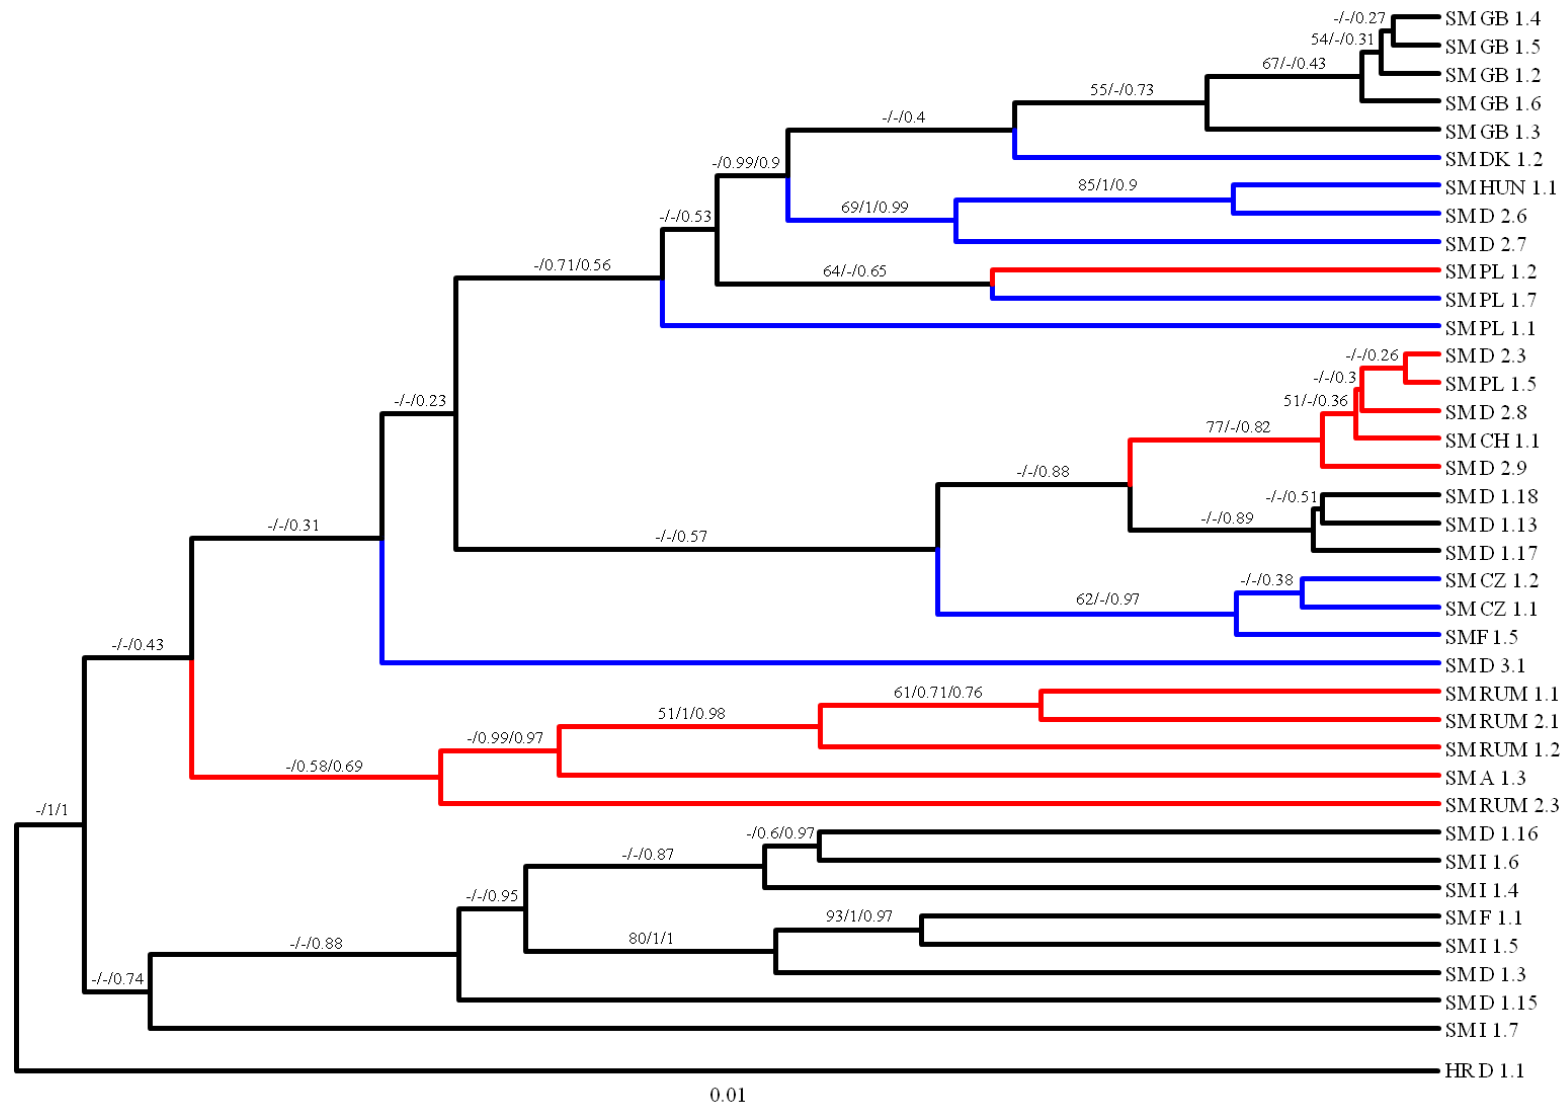 -/-/0.27
SM GB 1.4
54/-/0.31
SM GB 1.5
67/-/0.43
SM GB 1.2
55/-/0.73
SM GB 1.6
-/-/0.4
SM GB 1.3
-/0.99/0.9
SM DK 1.2
85/1/0.9
SM HUN 1.1
69/1/0.99
SM D 2.6
-/-/0.53
SM D 2.7
-/0.71/0.56
64/-/0.65
SM PL 1.2
SM PL 1.7
SM PL 1.1
-/-/0.26
SM D 2.3
-/-/0.3
SM PL 1.5
51/-/0.36
SM D 2.8
-/-/0.23
77/-/0.82
SM CH 1.1
SM D 2.9
-/-/0.88
-/-/0.51
SM D 1.18
-/-/0.31
-/-/0.89
SM D 1.13
-/-/0.57
SM D 1.17
-/-/0.38
SM CZ 1.2
62/-/0.97
SM CZ 1.1
-/-/0.43
SM F 1.5
SM D 3.1
61/0.71/0.76
SM RUM 1.1
51/1/0.98
SM RUM 2.1
-/0.99/0.97
SM RUM 1.2
-/0.58/0.69
SM A 1.3
SM RUM 2.3
-/1/1
-/0.6/0.97
SM D 1.16
-/-/0.87
SM I 1.6
-/-/0.95
SM I 1.4
93/1/0.97
SM F 1.1
-/-/0.88
80/1/1
SM I 1.5
-/-/0.74
SM D 1.3
SM D 1.15
SM I 1.7
HR D 1.1
0.01